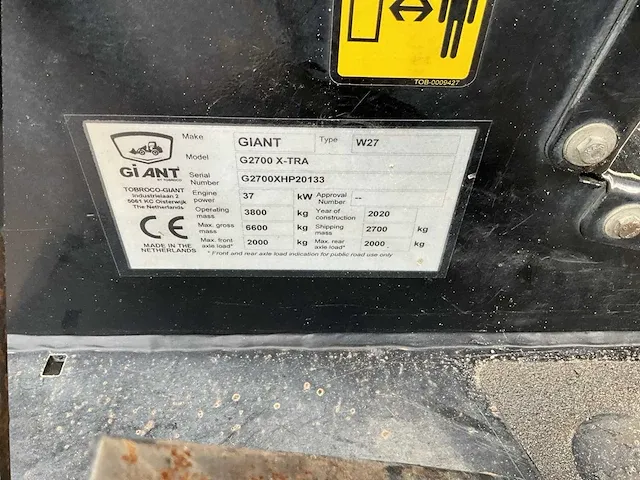 TOB-0009427
Make GIANT Type W27
Model G2700 X-TRA
Serial Number G2700XHP20133
GiANT
BY TOBROCO
TOBROCO-GIANT
Industrielaan 2
5061 KC Oisterwijk
The Netherlands
CE
MADE IN THE
NETHERLANDS
Engine power 37 kW Approval Number --
Operating mass 3800 kg Year of construction 2020
Max. gross mass 6600 kg Shipping mass 2700 kg
Max. front axle load* 2000 kg Max. rear axle load* 2000 kg
* Front and rear axle load indication for public road use only